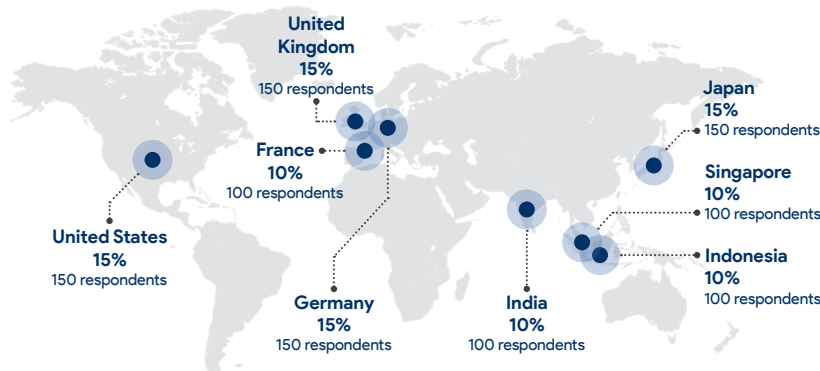 United
Kingdom
15%
150 respondents
Japan
15%
150 respondents
France
10%
100 respondents
Singapore
10%
100 respondents
United States
15%
150 respondents
Indonesia
10%
100 respondents
Germany
15%
150 respondents
India
10%
100 respondents